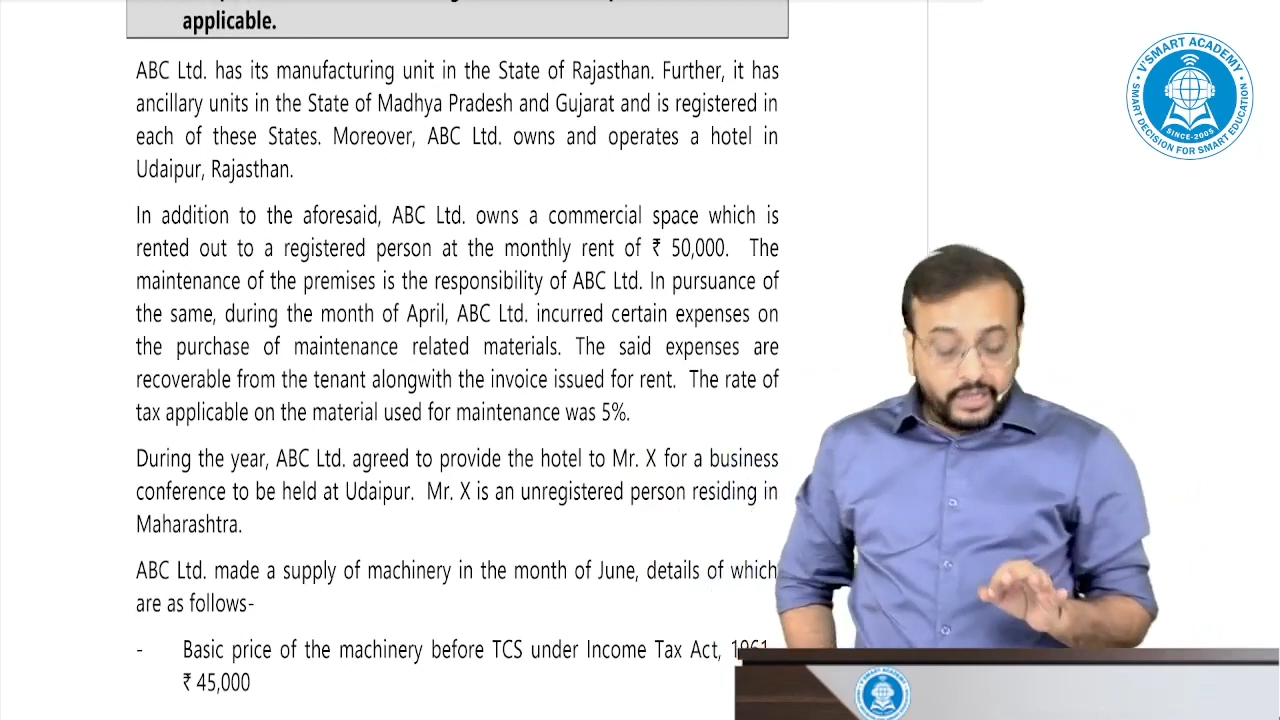 applicable.
ABC Ltd. has its manufacturing unit in the State of Rajasthan. Further, it has
ancillary units in the State of Madhya Pradesh and Gujarat and is registered in
each of these States. Moreover, ABC Ltd. owns and operates a hotel in
Udaipur, Rajasthan.
In addition to the aforesaid, ABC Ltd. owns a commercial space which is
rented out to a registered person at the monthly rent of ₹ 50,000. The
maintenance of the premises is the responsibility of ABC Ltd. In pursuance of
the same, during the month of April, ABC Ltd. incurred certain expenses on
the purchase of maintenance related materials. The said expenses are
recoverable from the tenant alongwith the invoice issued for rent. The rate of
tax applicable on the material used for maintenance was 5%.
During the year, ABC Ltd. agreed to provide the hotel to Mr. X for a business
conference to be held at Udaipur. Mr. X is an unregistered person residing in
Maharashtra.
ABC Ltd. made a supply of machinery in the month of June, details of which
are as follows-
- Basic price of the machinery before TCS under Income Tax Act,
₹ 45,000
V'SMART ACADEMY
SMART DECISION FOR SMART EDUCATION
SINCE-2005